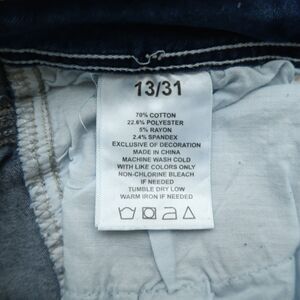 13/31
70% COTTON
22.6% POLYESTER
5% RAYON
2.4% SPANDEX
EXCLUSIVE OF DECORATION
MADE IN CHINA
MACHINE WASH COLD
WITH LIKE COLORS ONLY
NON-CHLORINE BLEACH
IF NEEDED
TUMBLE DRY LOW
WARM IRON IF NEEDED